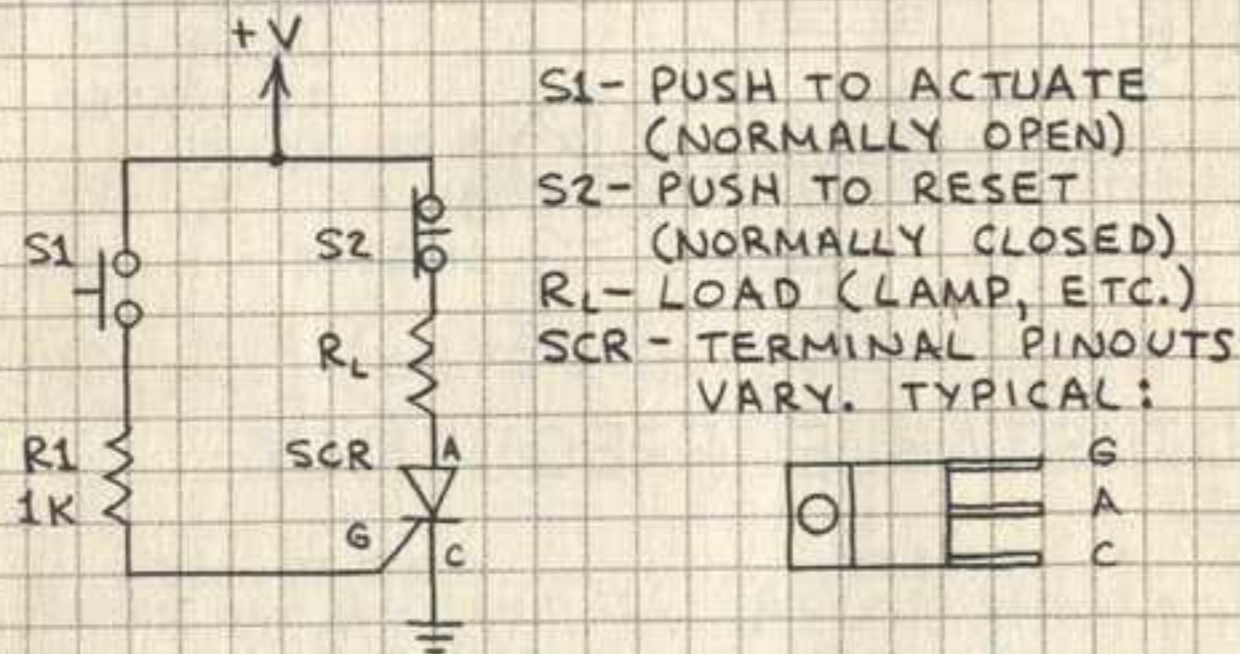 +V
S1- PUSH TO ACTUATE
(NORMALLY OPEN)
S2- PUSH TO RESET
(NORMALLY CLOSED)
RL- LOAD (LAMP, ETC.)
SCR- TERMINAL PINOUTS
VARY. TYPICAL:
S1
S2
RL
R1
1K
SCR
A
G
C
G
A
C